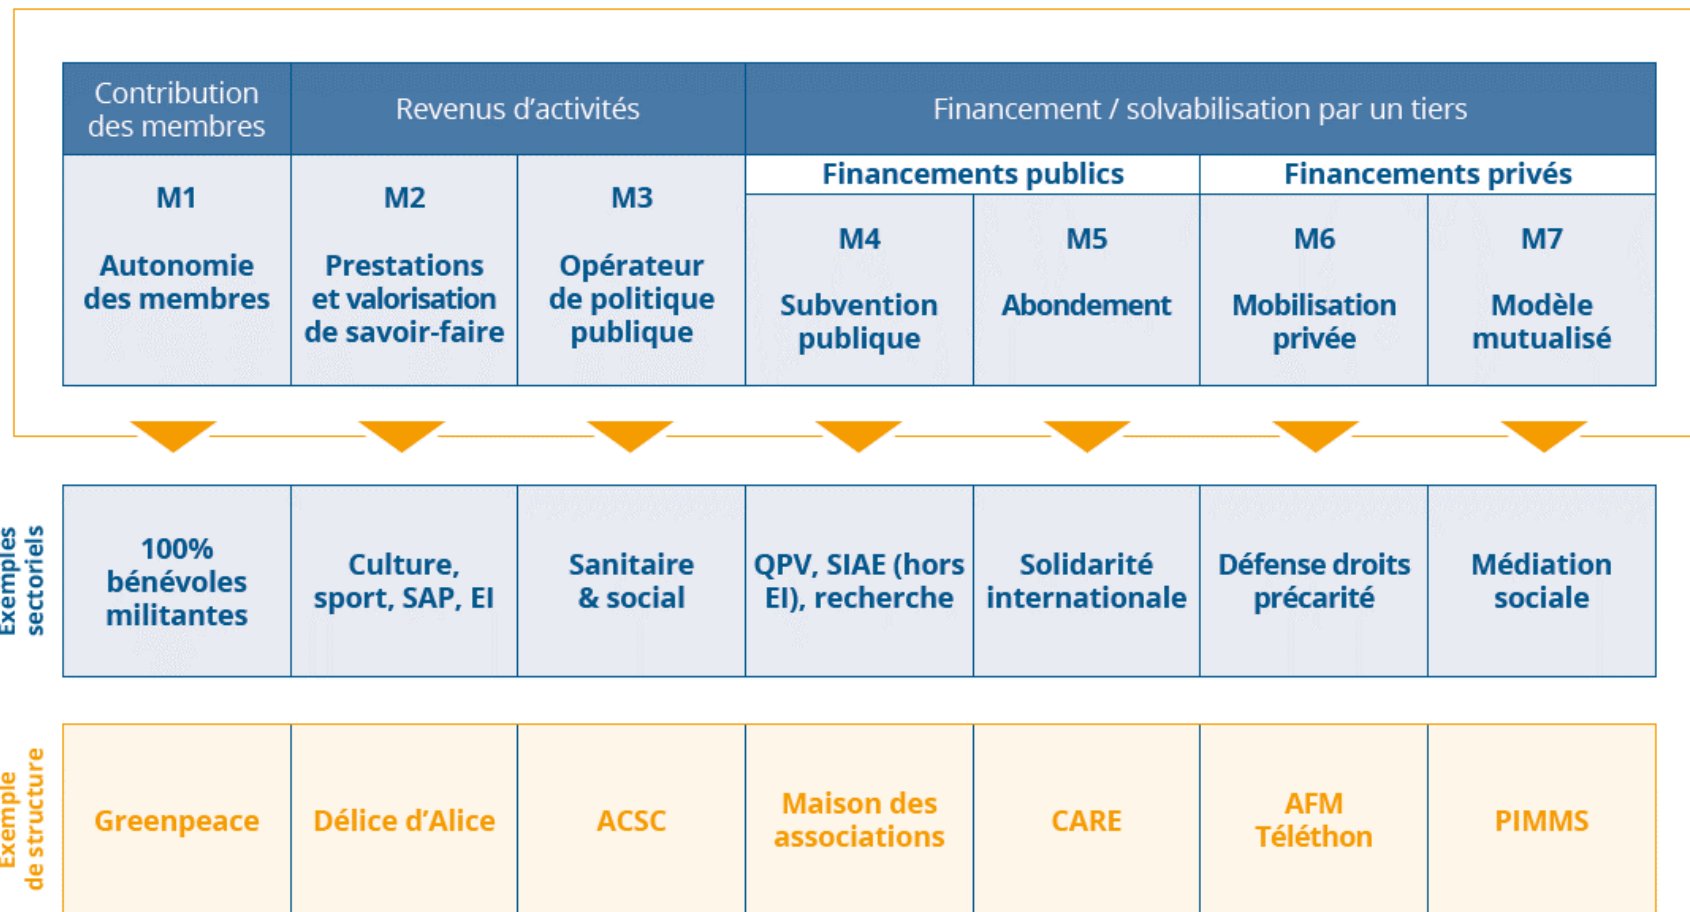 Contribution
des membres
Revenus d’activités
Financement / solvabilisation par un tiers
Financements publics
Financements privés
M1
Autonomie
des membres
M2
Prestations
et valorisation
de savoir-faire
M3
Opérateur
de politique
publique
M4
Subvention
publique
M5
Abondement
M6
Mobilisation
privée
M7
Modèle
mutualisé
Exemples
sectoriels
100%
bénévoles
militantes
Culture,
sport, SAP, EI
Sanitaire
& social
QPV, SIAE (hors
EI), recherche
Solidarité
internationale
Défense droits
précarité
Médiation
sociale
Exemple
de structure
Greenpeace
Délice d’Alice
ACSC
Maison des
associations
CARE
AFM
Téléthon
PIMMS